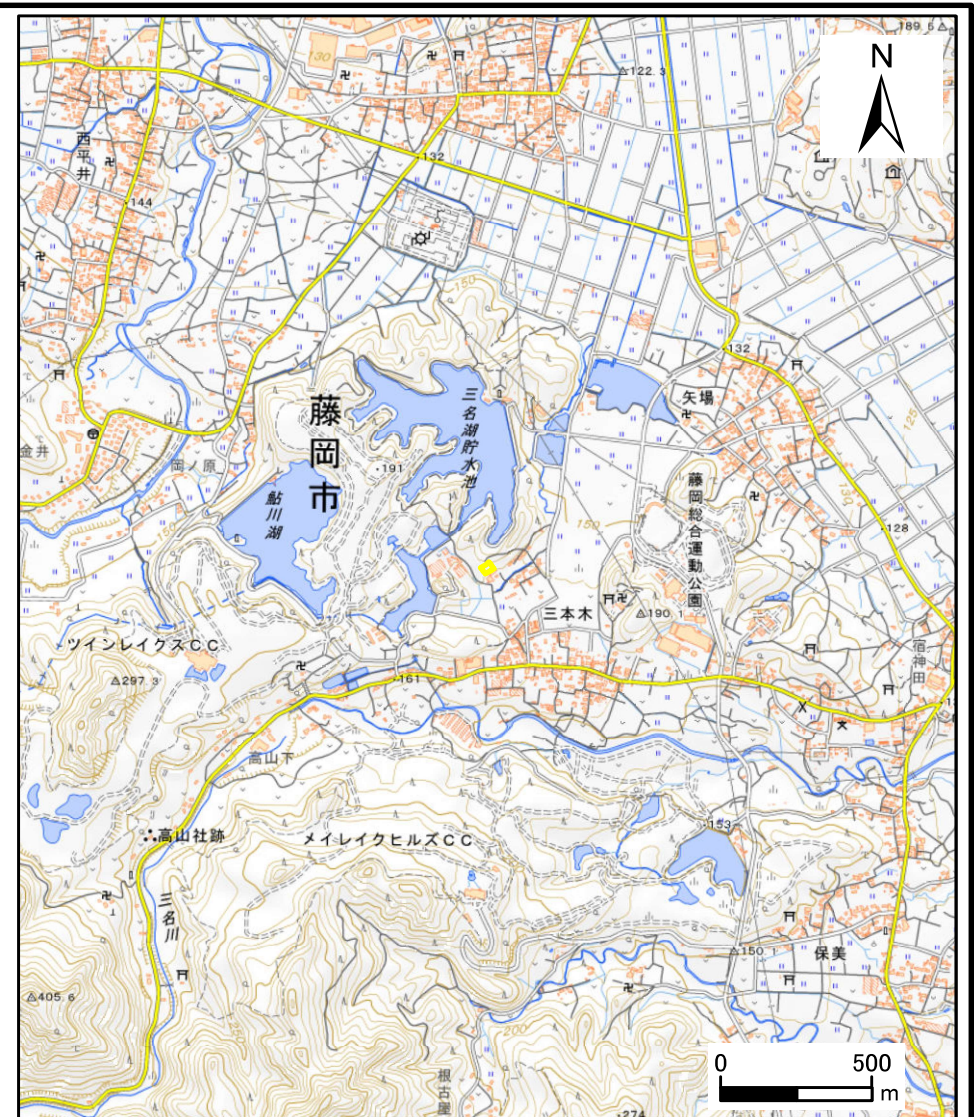 189.6
N
130
122.3
西平井
132
144
150
132
三名湖貯水池
矢場
藤岡市
金井
岡ノ原
191
鮎川湖
藤岡総合運動公園
130
128
150
三本木
190.1
ツインレイクスCC
宿神田
297.3
161
高山下
153
高山社跡
メイレイクヒルズCC
三名川
保美
150.1
405.6
250
200
根古屋
274
0 500
m